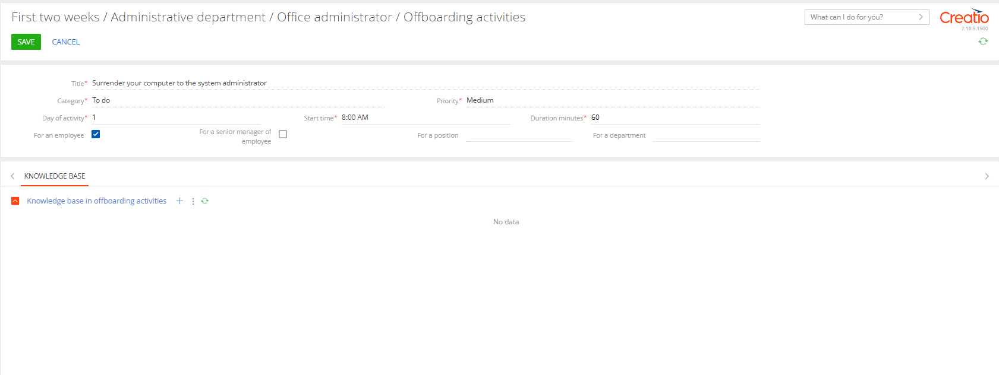 First two weeks / Administrative department / Office administrator / Offboarding activities
What can I do for you?
Creatio
7.18.5.1500
SAVE CANCEL
Title* Surrender your computer to the system administrator
Category* To do Priority* Medium
Day of activity* 1 Start time* 8:00 AM Duration minutes* 60
For an employee For a senior manager of employee For a position For a department
KNOWLEDGE BASE
Knowledge base in offboarding activities
No data